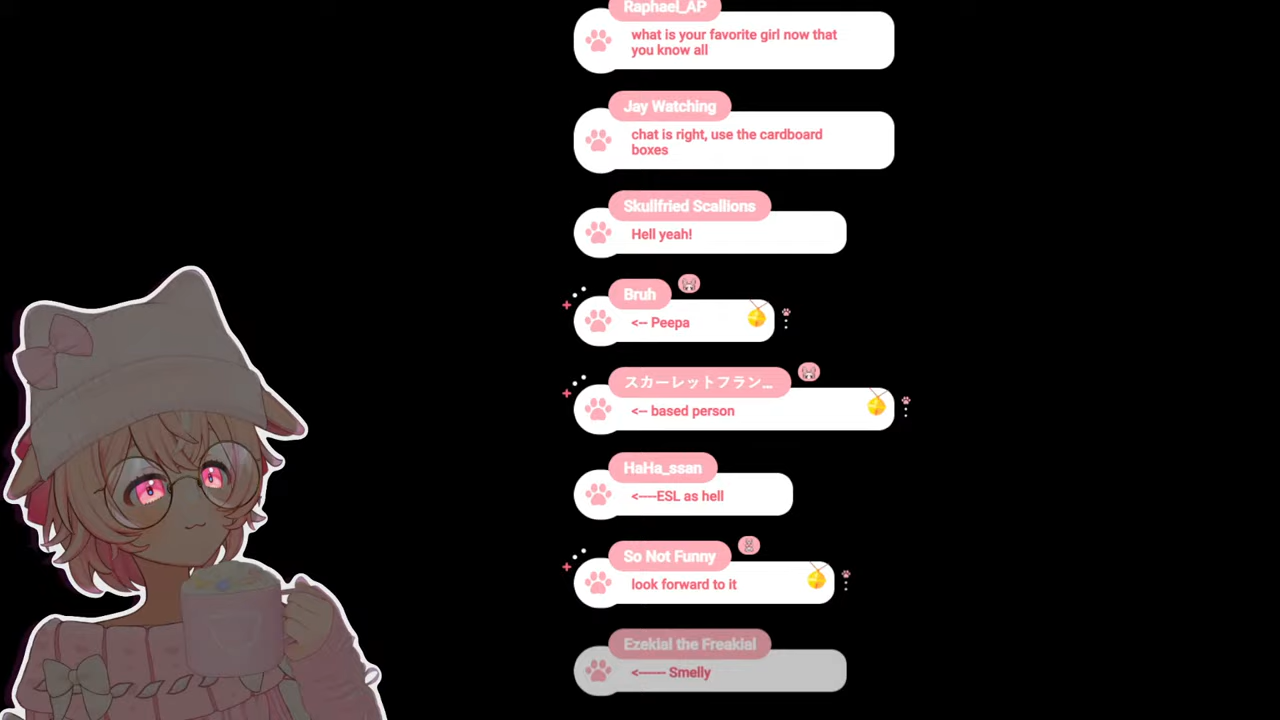 Raphael_AP
what is your favorite girl now that
you know all
Jay Watching
chat is right, use the cardboard
boxes
Skullfried Scallions
Hell yeah!
Bruh
<-- Peepa
スカーレットフラン...
<-- based person
HaHa_ssan
<----ESL as hell
So Not Funny
look forward to it
Ezekial the Freakial
<------ Smelly